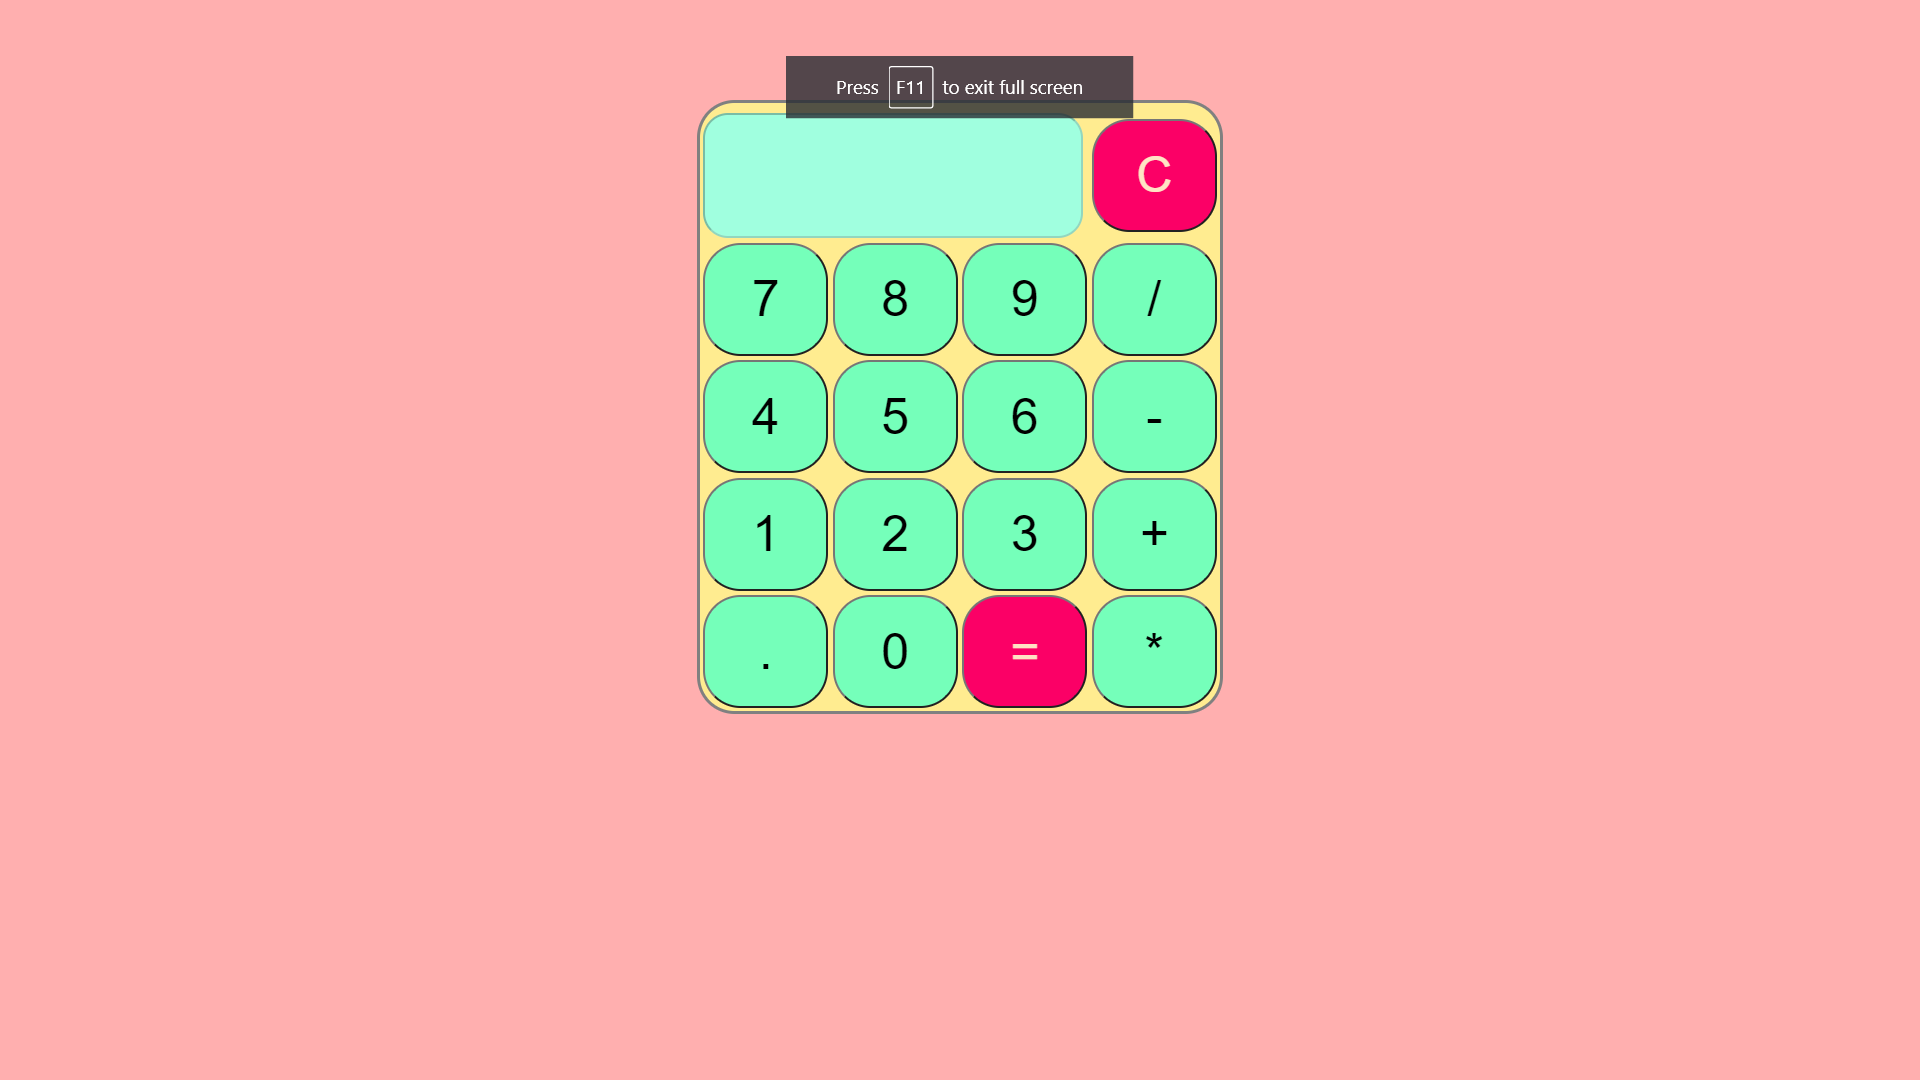 Press F11 to exit full screen
C
7 8 9 /
4 5 6 -
1 2 3 +
. 0 = *